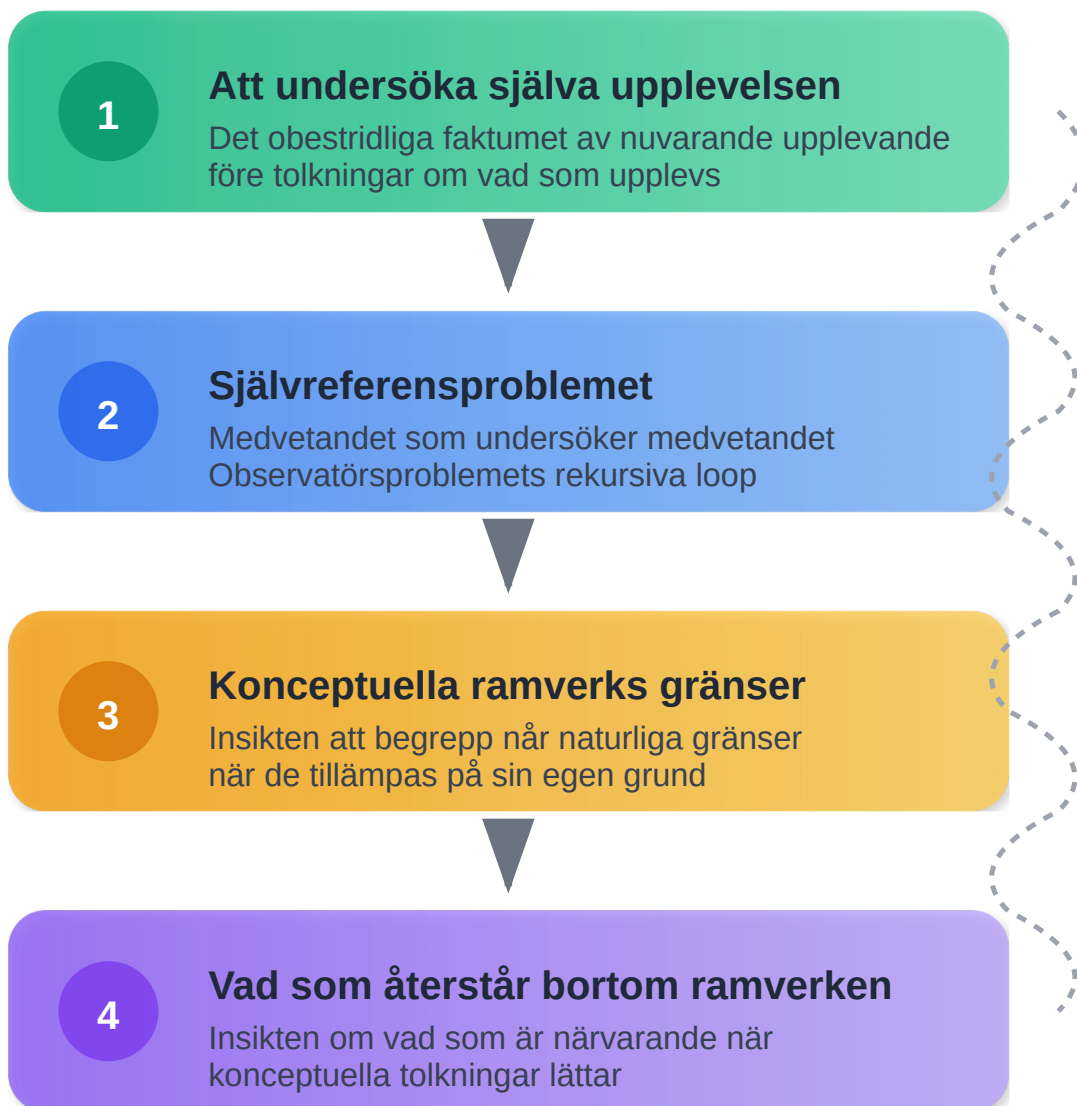 1
Att undersöka själva upplevelsen
Det obestridliga faktumet av nuvarande upplevande
före tolkningar om vad som upplevs
2
Självreferensproblemet
Medvetandet som undersöker medvetandet
Observatörsproblemets rekursiva loop
3
Konceptuella ramverks gränser
Insikten att begrepp når naturliga gränser
när de tillämpas på sin egen grund
4
Vad som återstår bortom ramverken
Insikten om vad som är närvarande när
konceptuella tolkningar lättar